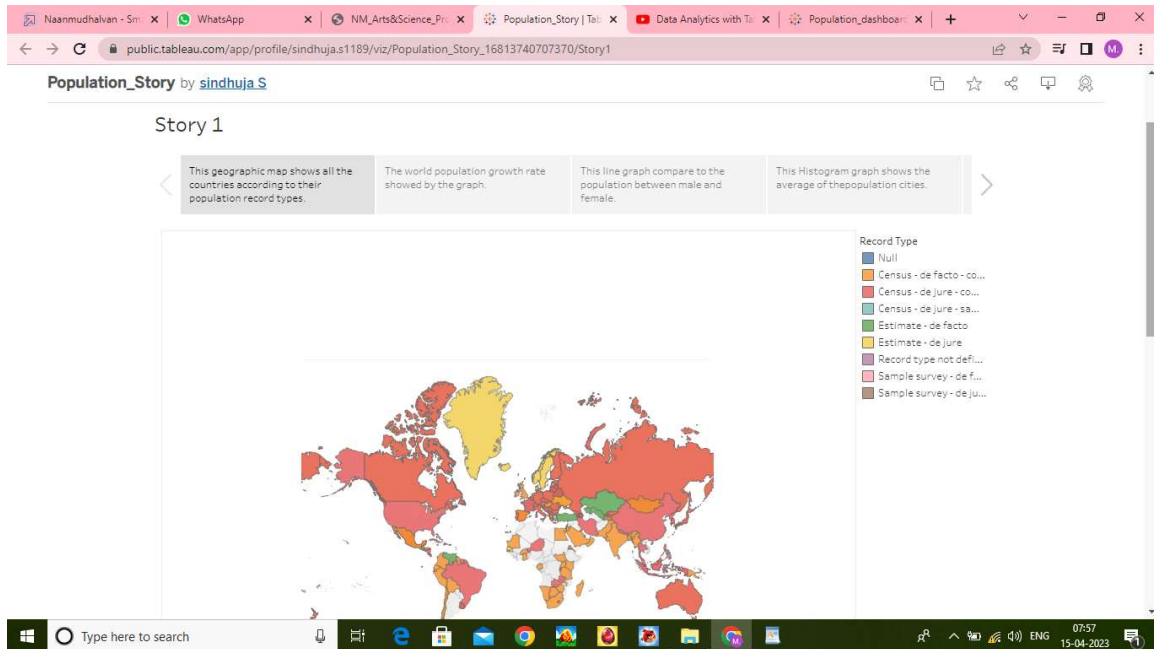 Naanmudhalvan - Sm
WhatsApp
NM_Arts&Science_Pro
Population_Story | Tab
Data Analytics with Ta
Population_dashboard
public.tableau.com/app/profile/sindhuja.s1189/viz/Population_Story_16813740707370/Story1
M.
Population_Story by sindhuja S
Story 1
This geographic map shows all the
countries according to their
population record types.
The world population growth rate
showed by the graph.
This line graph compare to the
population between male and
female.
This Histogram graph shows the
average of thepopulation cities.
Record Type
Null
Census - de facto - co...
Census - de jure - co...
Census - de jure - sa...
Estimate - de facto
Estimate - de jure
Record type not defi...
Sample survey - de f...
Sample survey - de ju...
Type here to search
ENG
07:57
15-04-2023
1